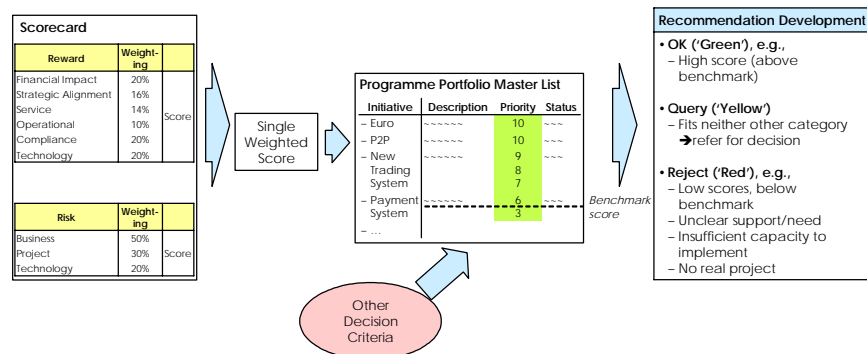 Scorecard
Reward Weight-
ing
Financial Impact 20%
Strategic Alignment 16%
Service 14%
Operational 10%
Compliance 20%
Technology 20%
Score
Risk Weight-
ing
Business 50%
Project 30%
Technology 20%
Score
Single
Weighted
Score
Programme Portfolio Master List
Initiative Description Priority Status
– Euro ~~~~~~ 10 ~~~
– P2P ~~~~~~ 10 ~~~
– New ~~~~~~ 9 ~~~
Trading 8
System 7
– Payment ~~~~~~ 6 ~~~
System 3
– ...
Benchmark
score
Other
Decision
Criteria
Recommendation Development
• OK (‘Green’), e.g.,
– High score (above
benchmark)
• Query (‘Yellow’)
– Fits neither other category
➔refer for decision
• Reject (‘Red’), e.g.,
– Low scores, below
benchmark
– Unclear support/need
– Insufficient capacity to
implement
– No real project